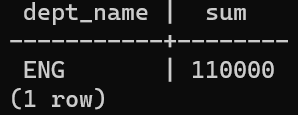 dept_name |  sum
-----------+--------
ENG       | 110000
(1 row)